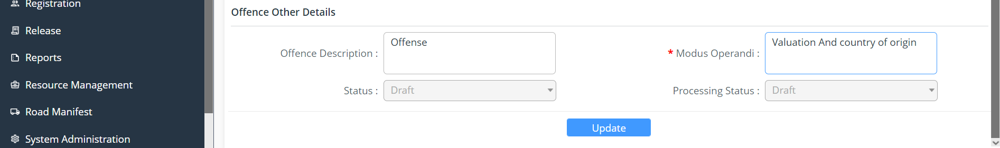 Registration
Release
Reports
Resource Management
Road Manifest
System Administration
Offence Other Details
Offence Description : Offense
* Modus Operandi : Valuation And country of origin
Status : Draft
Processing Status : Draft
Update